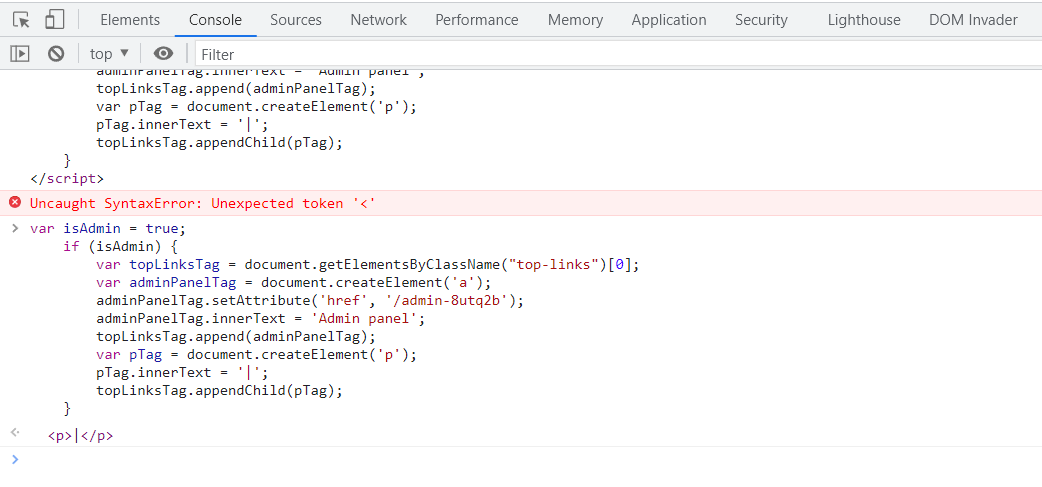 Elements Console Sources Network Performance Memory Application Security Lighthouse DOM Invader
top ▼ Filter
adminPanelTag.innerText = 'Admin panel';
topLinksTag.append(adminPanelTag);
var pTag = document.createElement('p');
pTag.innerText = '|';
topLinksTag.appendChild(pTag);
}
</script>
Uncaught SyntaxError: Unexpected token '<'
> var isAdmin = true;
if (isAdmin) {
var topLinksTag = document.getElementsByClassName("top-links")[0];
var adminPanelTag = document.createElement('a');
adminPanelTag.setAttribute('href', '/admin-8utq2b');
adminPanelTag.innerText = 'Admin panel';
topLinksTag.append(adminPanelTag);
var pTag = document.createElement('p');
pTag.innerText = '|';
topLinksTag.appendChild(pTag);
}
<p>|</p>
>